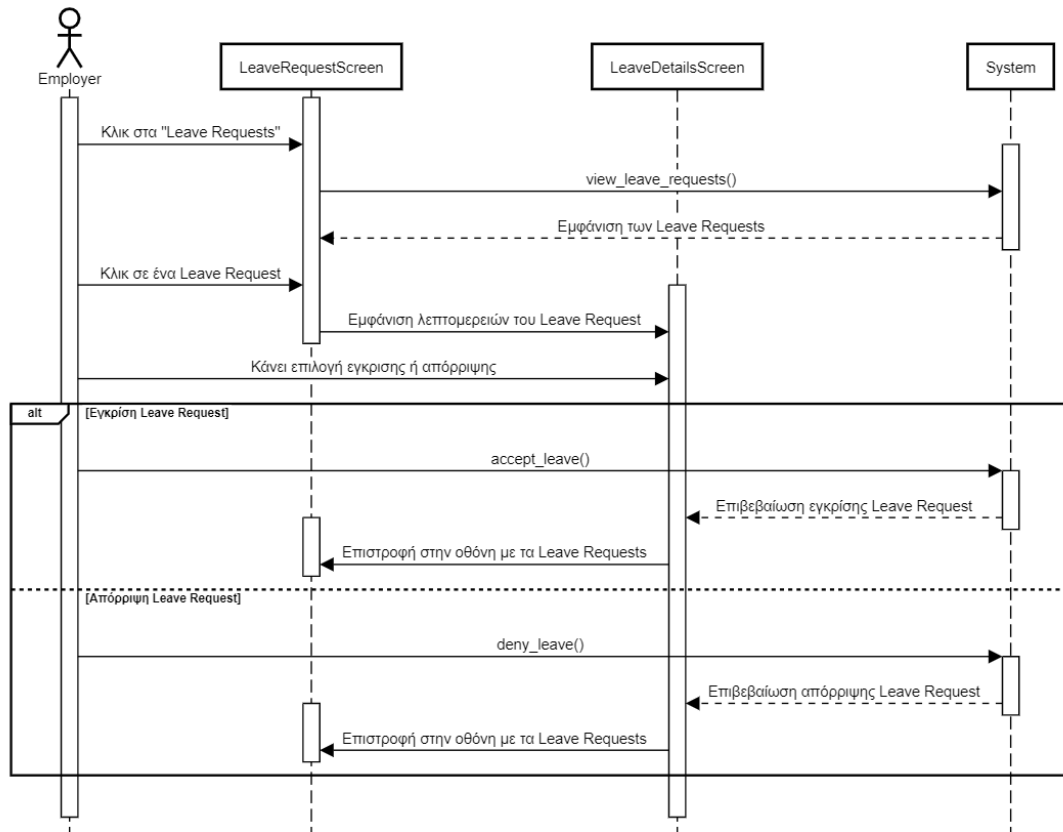 Employer
LeaveRequestScreen
LeaveDetailsScreen
System
Κλικ στα "Leave Requests"
view_leave_requests()
Εμφάνιση των Leave Requests
Κλικ σε ένα Leave Request
Εμφάνιση λεπτομερειών του Leave Request
Κάνει επιλογή εγκρισης ή απόρριψης
alt
[Εγκρίση Leave Request]
accept_leave()
Επιβεβαίωση εγκρίσης Leave Request
Επιστροφή στην οθόνη με τα Leave Requests
[Απόρριψη Leave Request]
deny_leave()
Επιβεβαίωση απόρριψης Leave Request
Επιστροφή στην οθόνη με τα Leave Requests